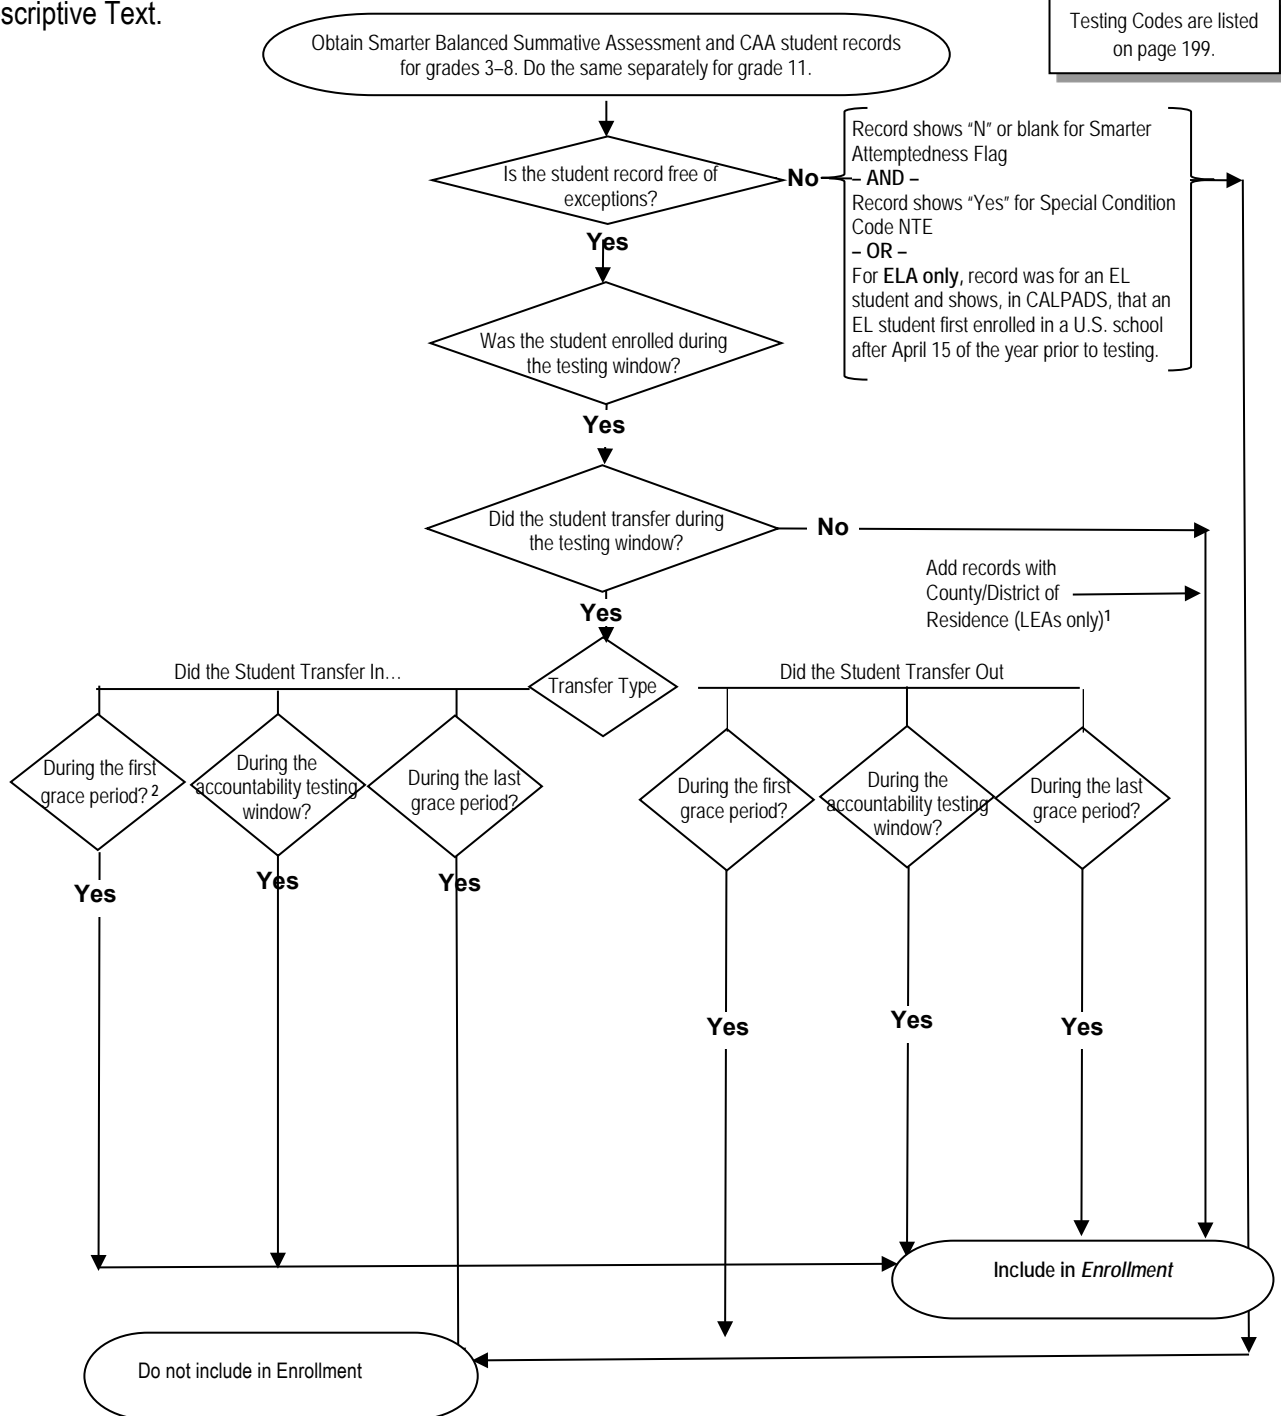 scriptive Text.
Testing Codes are listed
on page 199.
Obtain Smarter Balanced Summative Assessment and CAA student records
for grades 3–8. Do the same separately for grade 11.
Is the student record free of
exceptions?
No
Record shows “N” or blank for Smarter
Attemptedness Flag
– AND –
Record shows “Yes” for Special Condition
Code NTE
– OR –
For ELA only, record was for an EL
student and shows, in CALPADS, that an
EL student first enrolled in a U.S. school
after April 15 of the year prior to testing.
Yes
Was the student enrolled during
the testing window?
Yes
Did the student transfer during
the testing window?
No
Add records with
County/District of
Residence (LEAs only)1
Yes
Transfer Type
Did the Student Transfer In…
Did the Student Transfer Out
During the first
grace period? 2
During the
accountability testing
window?
During the last
grace period?
During the first
grace period?
During the
accountability testing
window?
During the last
grace period?
Yes
Yes
Yes
Yes
Yes
Yes
Include in Enrollment
Do not include in Enrollment